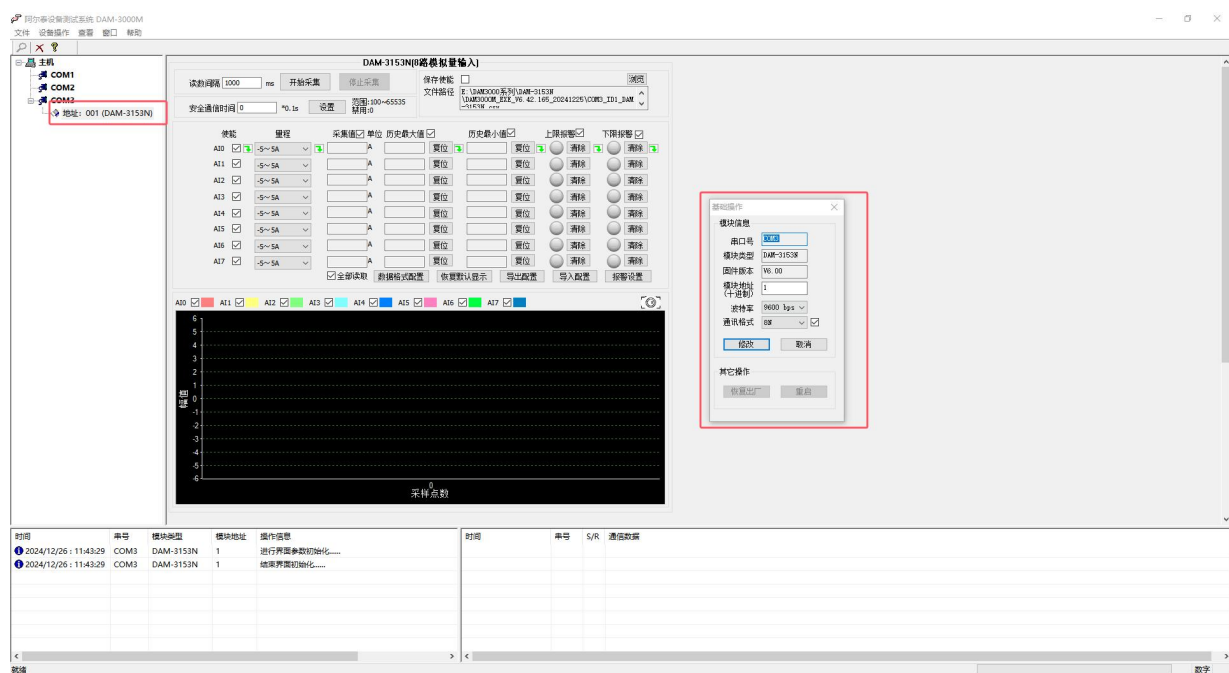 阿尔泰设备测试系统 DAM-3000M
文件 设备操作 查看 窗口 帮助
主机
COM1
COM2
COM3
地址：001 (DAM-3153N)
DAM-3153N[8路模拟量输入]
读数间隔 1000 ms 开始采集 停止采集 保存使能 浏览
文件路径 E:\DAM3000系列\DAM-3153N
\DAM3000M_EXE_V6.42.165_20241225\COM3_ID1_DAM
-3153N.csv
安全通信时间 0 *0.1s 设置 范围:100~65535
禁用:0
使能 量程 采集值 单位 历史最大值 历史最小值 上限报警 下限报警
AI0 -5~5A A 复位 复位 清除 清除
AI1 -5~5A A 复位 复位 清除 清除
AI2 -5~5A A 复位 复位 清除 清除
AI3 -5~5A A 复位 复位 清除 清除
AI4 -5~5A A 复位 复位 清除 清除
AI5 -5~5A A 复位 复位 清除 清除
AI6 -5~5A A 复位 复位 清除 清除
AI7 -5~5A A 复位 复位 清除 清除
全部读取 数据格式配置 恢复默认显示 导出配置 导入配置 报警设置
AI0 AI1 AI2 AI3 AI4 AI5 AI6 AI7
6
5
4
3
2
1
0
-1
-2
-3
-4
-5
-6
幅值
0
采样点数
基础操作
模块信息
串口号 COM3
模块类型 DAM-3153N
固件版本 V6.00
模块地址 1
(十进制)
波特率 9600 bps
通讯格式 8N
修改 取消
其它操作
恢复出厂 重启
时间 串号 模块类型 模块地址 操作信息
2024/12/26 : 11:43:29 COM3 DAM-3153N 1 进行界面参数初始化......
2024/12/26 : 11:43:29 COM3 DAM-3153N 1 结束界面初始化......
时间 串号 S/R 通信数据
就绪 数字